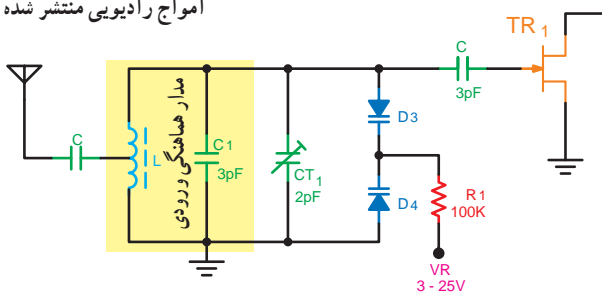 امواج رادیویی منتشر شده
TR 1
C
3pF
C
L
مدار هماهنگی ورودی
C1
3pF
CT1
2pF
D3
D4
R1
100K
VR
3 - 25V